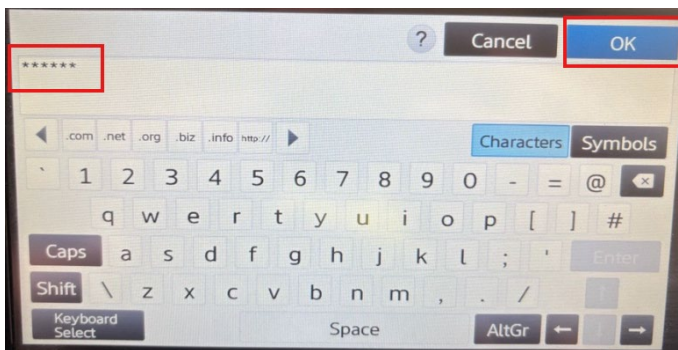 ? Cancel OK
******
.com .net .org .biz .info http:// Characters Symbols
` 1 2 3 4 5 6 7 8 9 0 - = @
q w e r t y u i o p [ ] #
Caps a s d f g h j k l ; ' Enter
Shift \ z x c v b n m , . /
Keyboard
Select Space AltGr